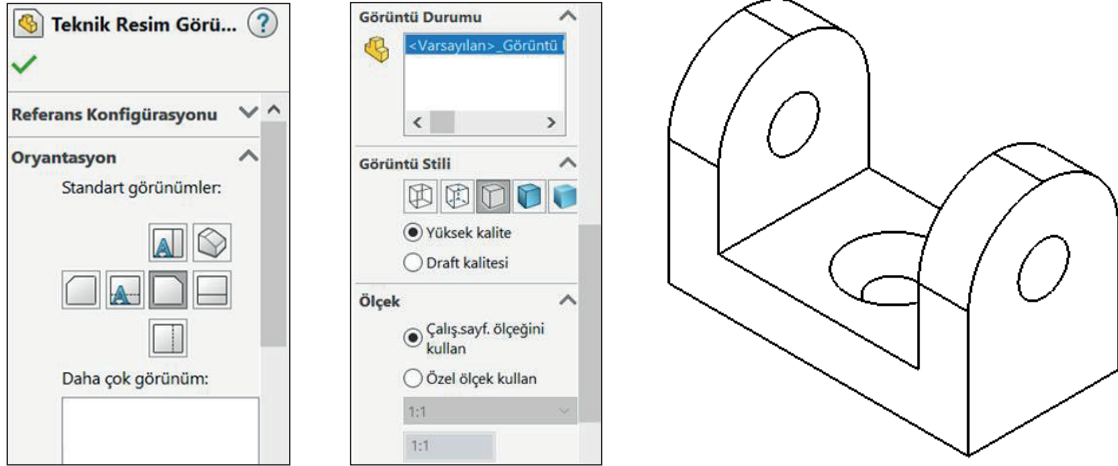 Teknik Resim Görü...
?
Referans Konfigürasyonu
Oryantasyon
Standart görünümler:
A
A
Daha çok görünüm:
Görüntü Durumu
<Varsayılan>_Görüntü
Görüntü Stili
Yüksek kalite
Draft kalitesi
Ölçek
Çalış.sayf. ölçeğini
kullan
Özel ölçek kullan
1:1
1:1